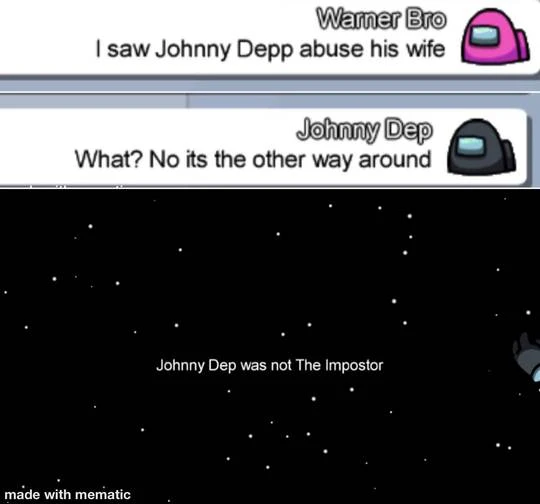 Warner Bro
I saw Johnny Depp abuse his wife
Johnny Dep
What? No its the other way around
Johnny Dep was not The Impostor
made with mematic